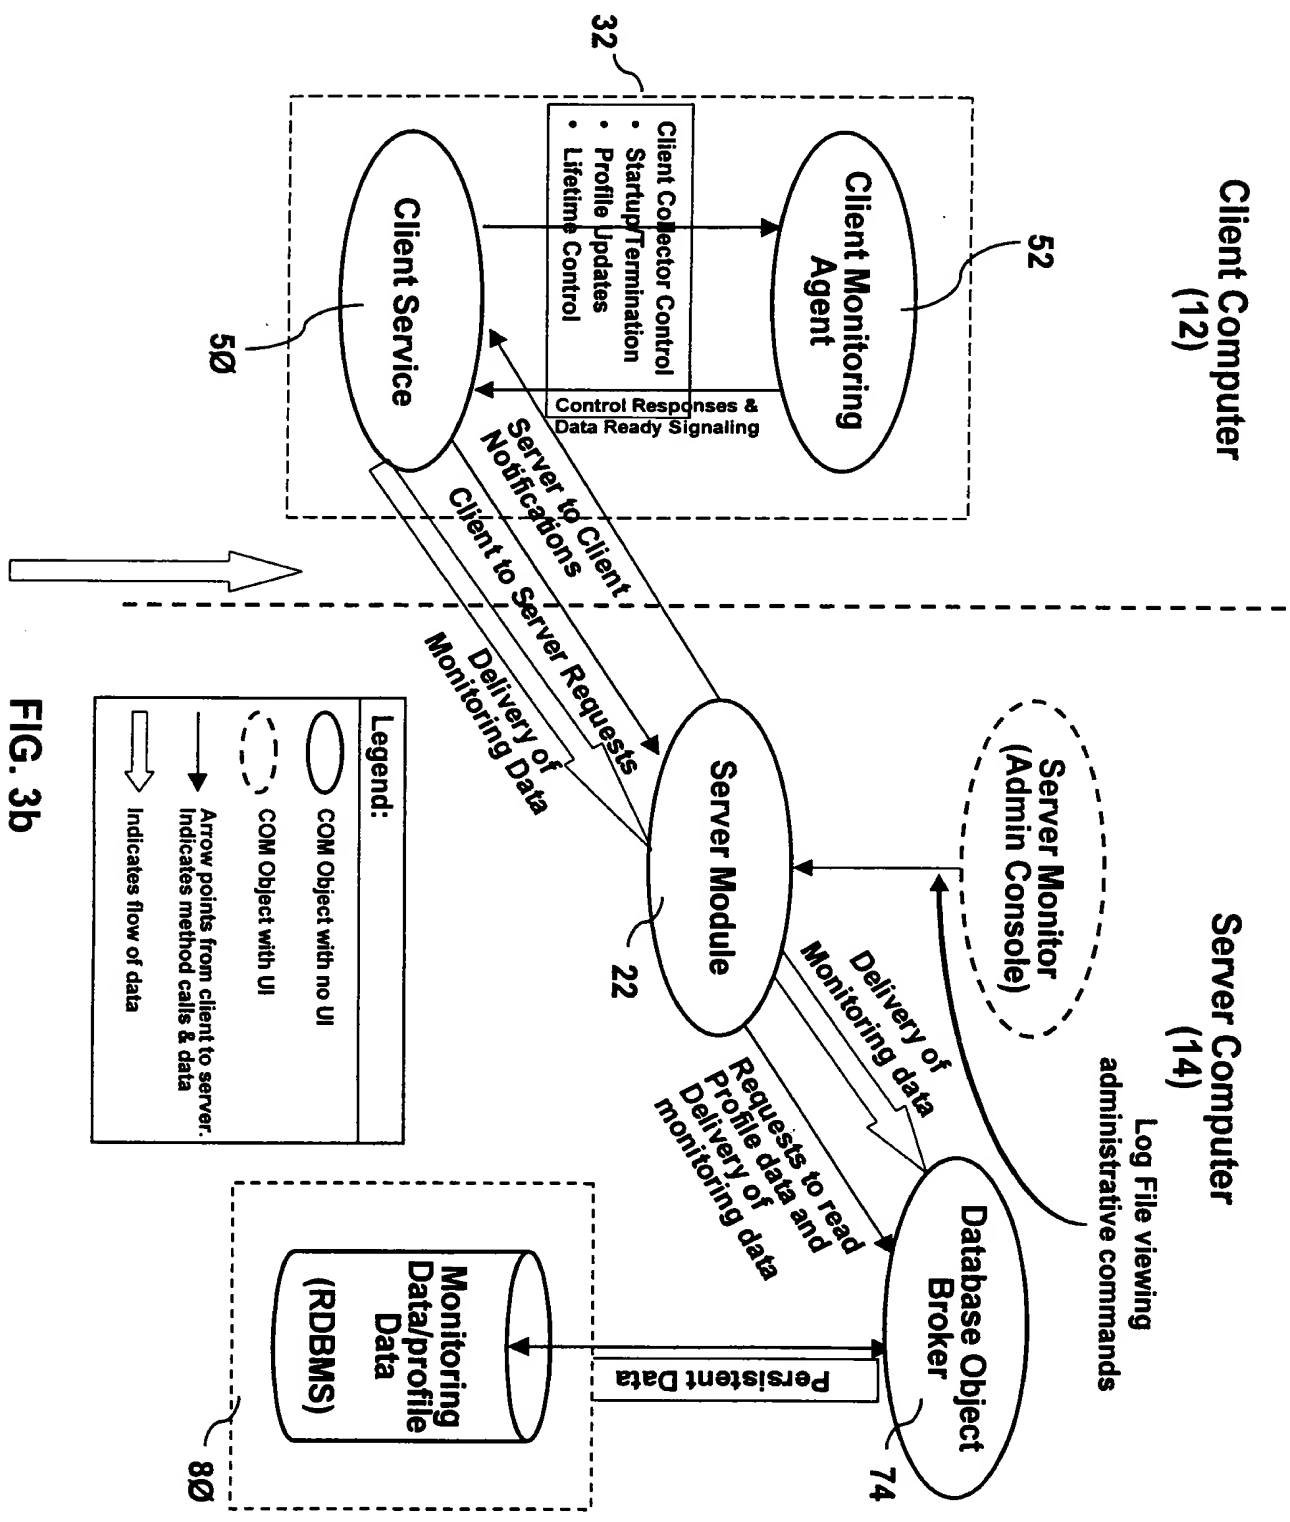 Client Computer
(12)
Server Computer
(14)
32
52
Client Monitoring
Agent
Client Collector Control
• Startup/Termination
• Profile Updates
• Lifetime Control
Control Responses &
Data Ready Signaling
Client Service
5Ø
Server to Client
Notifications
Client to Server Requests
Delivery of
Monitoring Data
Server Monitor
(Admin Console)
Log File viewing
administrative commands
Server Module
22
Delivery of
Monitoring data
Requests to read
Profile data and
Delivery of
monitoring data
Database Object
Broker
74
Persistent Data
Monitoring
Data/profile
Data
(RDBMS)
8Ø
Legend:
COM Object with no UI
COM Object with UI
Arrow points from client to server.
Indicates method calls & data
Indicates flow of data
FIG. 3b